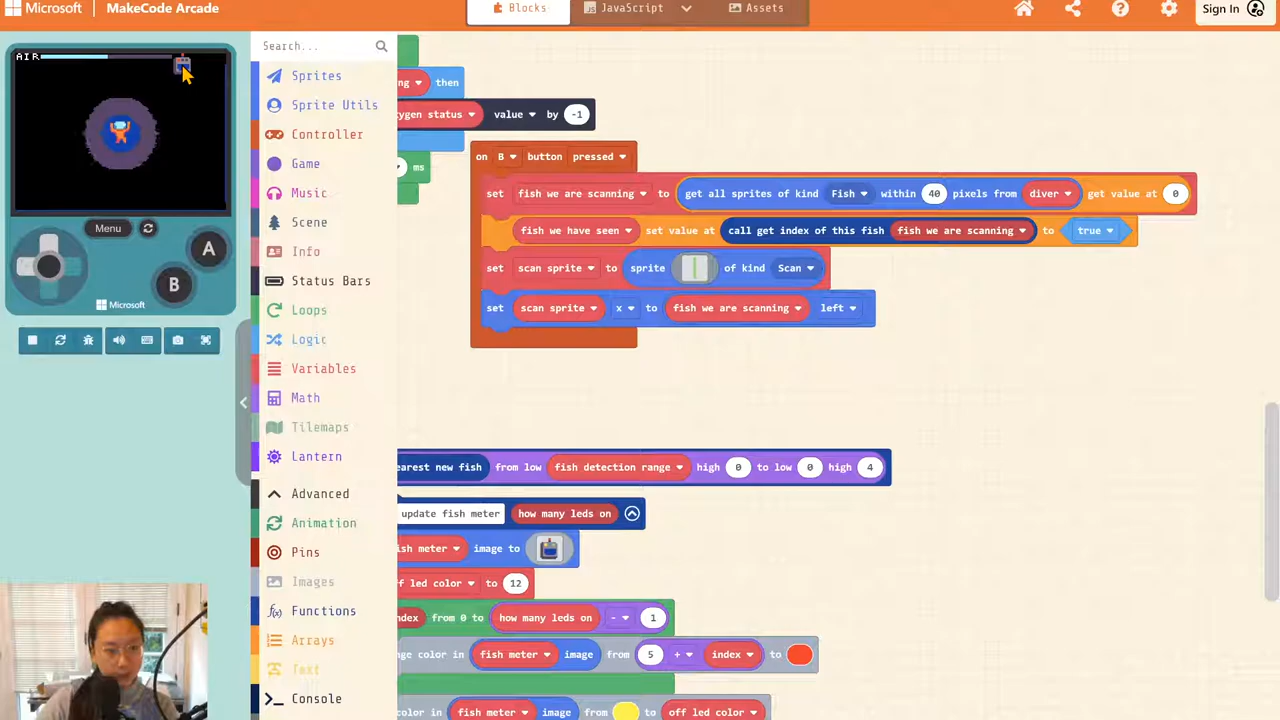 Microsoft
MakeCode Arcade
Blocks
JavaScript
Assets
Sign In
AIR
Menu
A
B
Microsoft
Search...
Sprites
Sprite Utils
Controller
Game
Music
Scene
Info
Status Bars
Loops
Logic
Variables
Math
Tilemaps
Lantern
Advanced
Animation
Pins
Images
Functions
Arrays
Text
Console
then
value by -1
ms
on B button pressed
set fish we are scanning to get all sprites of kind Fish within 40 pixels from diver get value at 0
fish we have seen set value at call get index of this fish fish we are scanning to true
set scan sprite to sprite of kind Scan
set scan sprite x to fish we are scanning left
new fish from low fish detection range high 0 to low 0 high 4
update fish meter how many leds on
meter image to
led color to 12
from 0 to how many leds on - 1
color in fish meter image from 5 + index to
color in fish meter image from to off led color